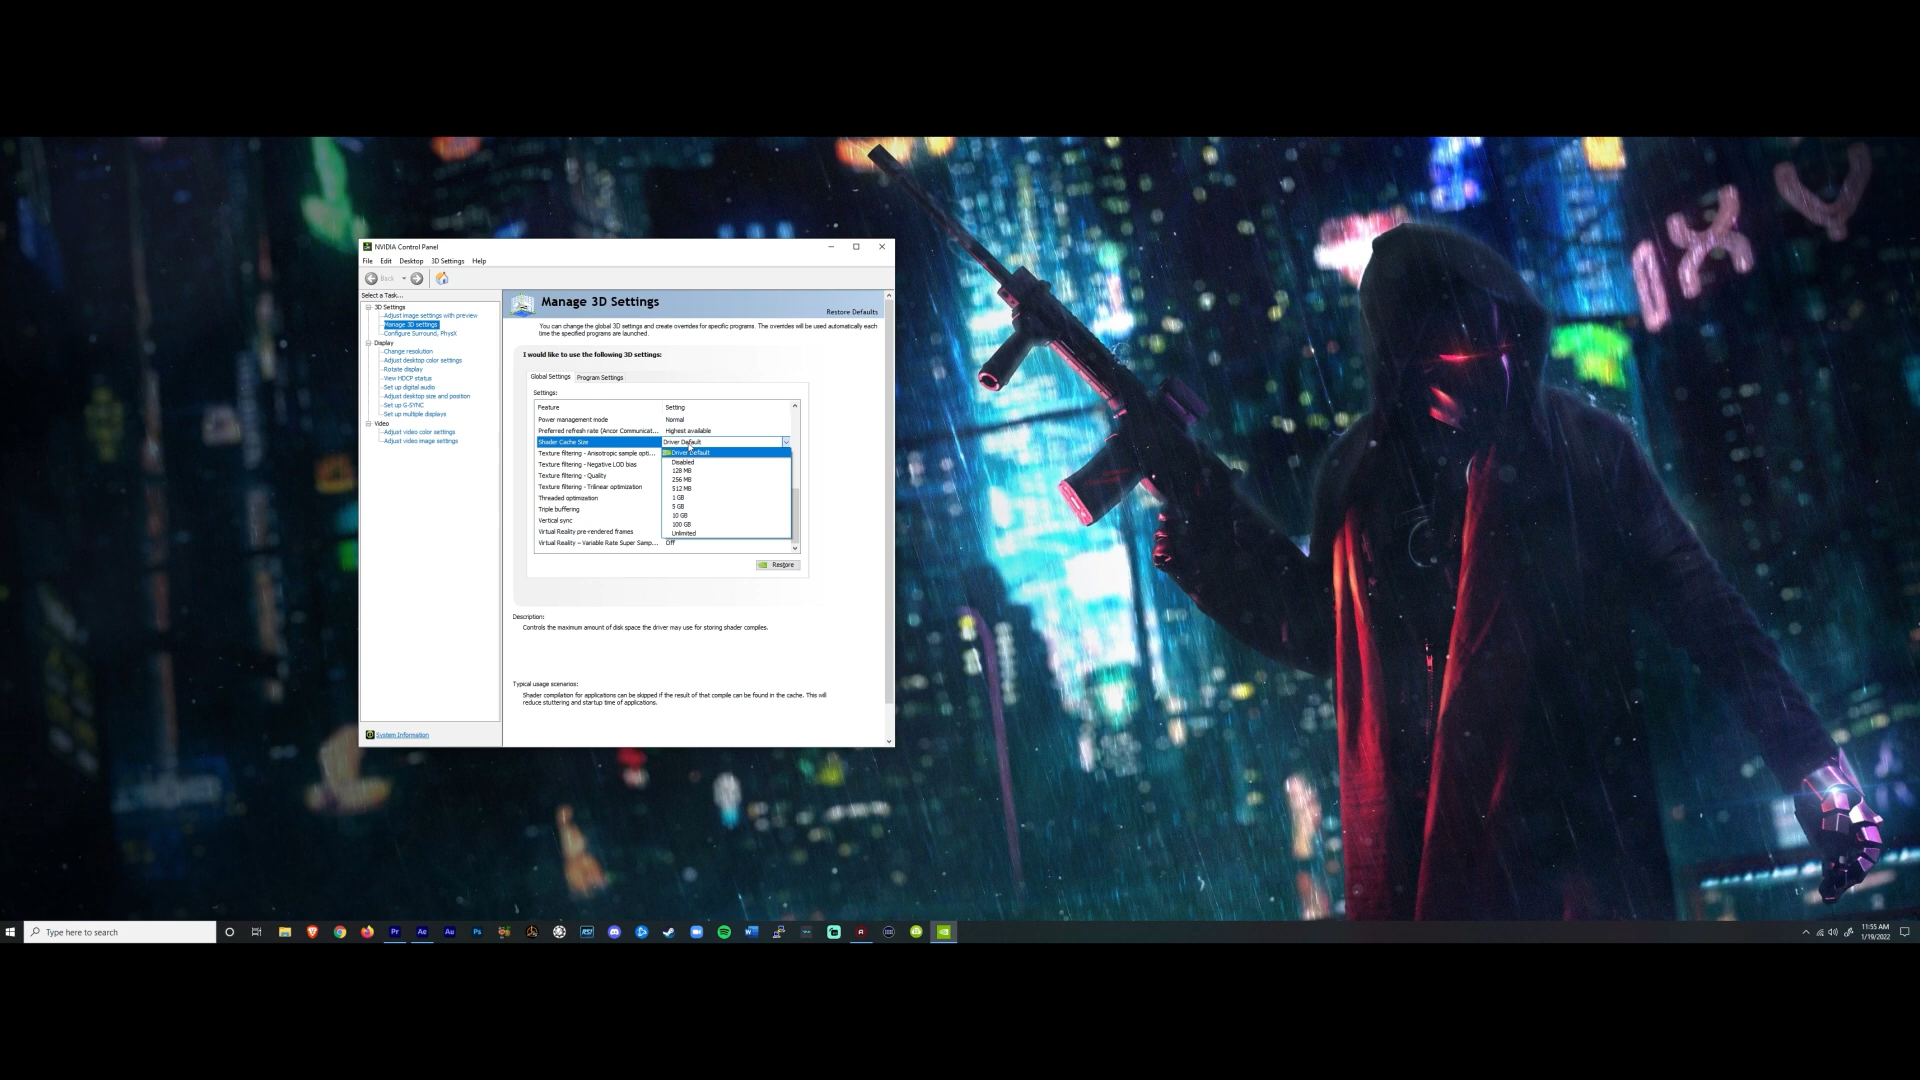 NVIDIA Control Panel
File Edit Desktop 3D Settings Help
Back
Select a Task...
3D Settings
Adjust image settings with preview
Manage 3D settings
Configure Surround, PhysX
Display
Change resolution
Adjust desktop color settings
Rotate display
View HDCP status
Set up digital audio
Adjust desktop size and position
Set up G-SYNC
Set up multiple displays
Video
Adjust video color settings
Adjust video image settings
System Information
Manage 3D Settings
Restore Defaults
You can change the global 3D settings and create overrides for specific programs. The overrides will be used automatically each
time the specified programs are launched.
I would like to use the following 3D settings:
Global Settings Program Settings
Settings:
Feature Setting
Power management mode Normal
Preferred refresh rate (Ancor Communicat... Highest available
Shader Cache Size Driver Default
Texture filtering - Anisotropic sample opti... Driver Default
Disabled
Texture filtering - Negative LOD bias 128 MB
Texture filtering - Quality 256 MB
Texture filtering - Trilinear optimization 512 MB
Threaded optimization 1 GB
Triple buffering 5 GB
10 GB
Vertical sync 100 GB
Virtual Reality pre-rendered frames Unlimited
Virtual Reality – Variable Rate Super Samp... Off
Restore
Description:
Controls the maximum amount of disk space the driver may use for storing shader compiles.
Typical usage scenarios:
Shader compilation for applications can be skipped if the result of that compile can be found in the cache. This will
reduce stuttering and startup time of applications.
Type here to search
Pr
Ae
Au
Ps
11:55 AM
1/19/2022